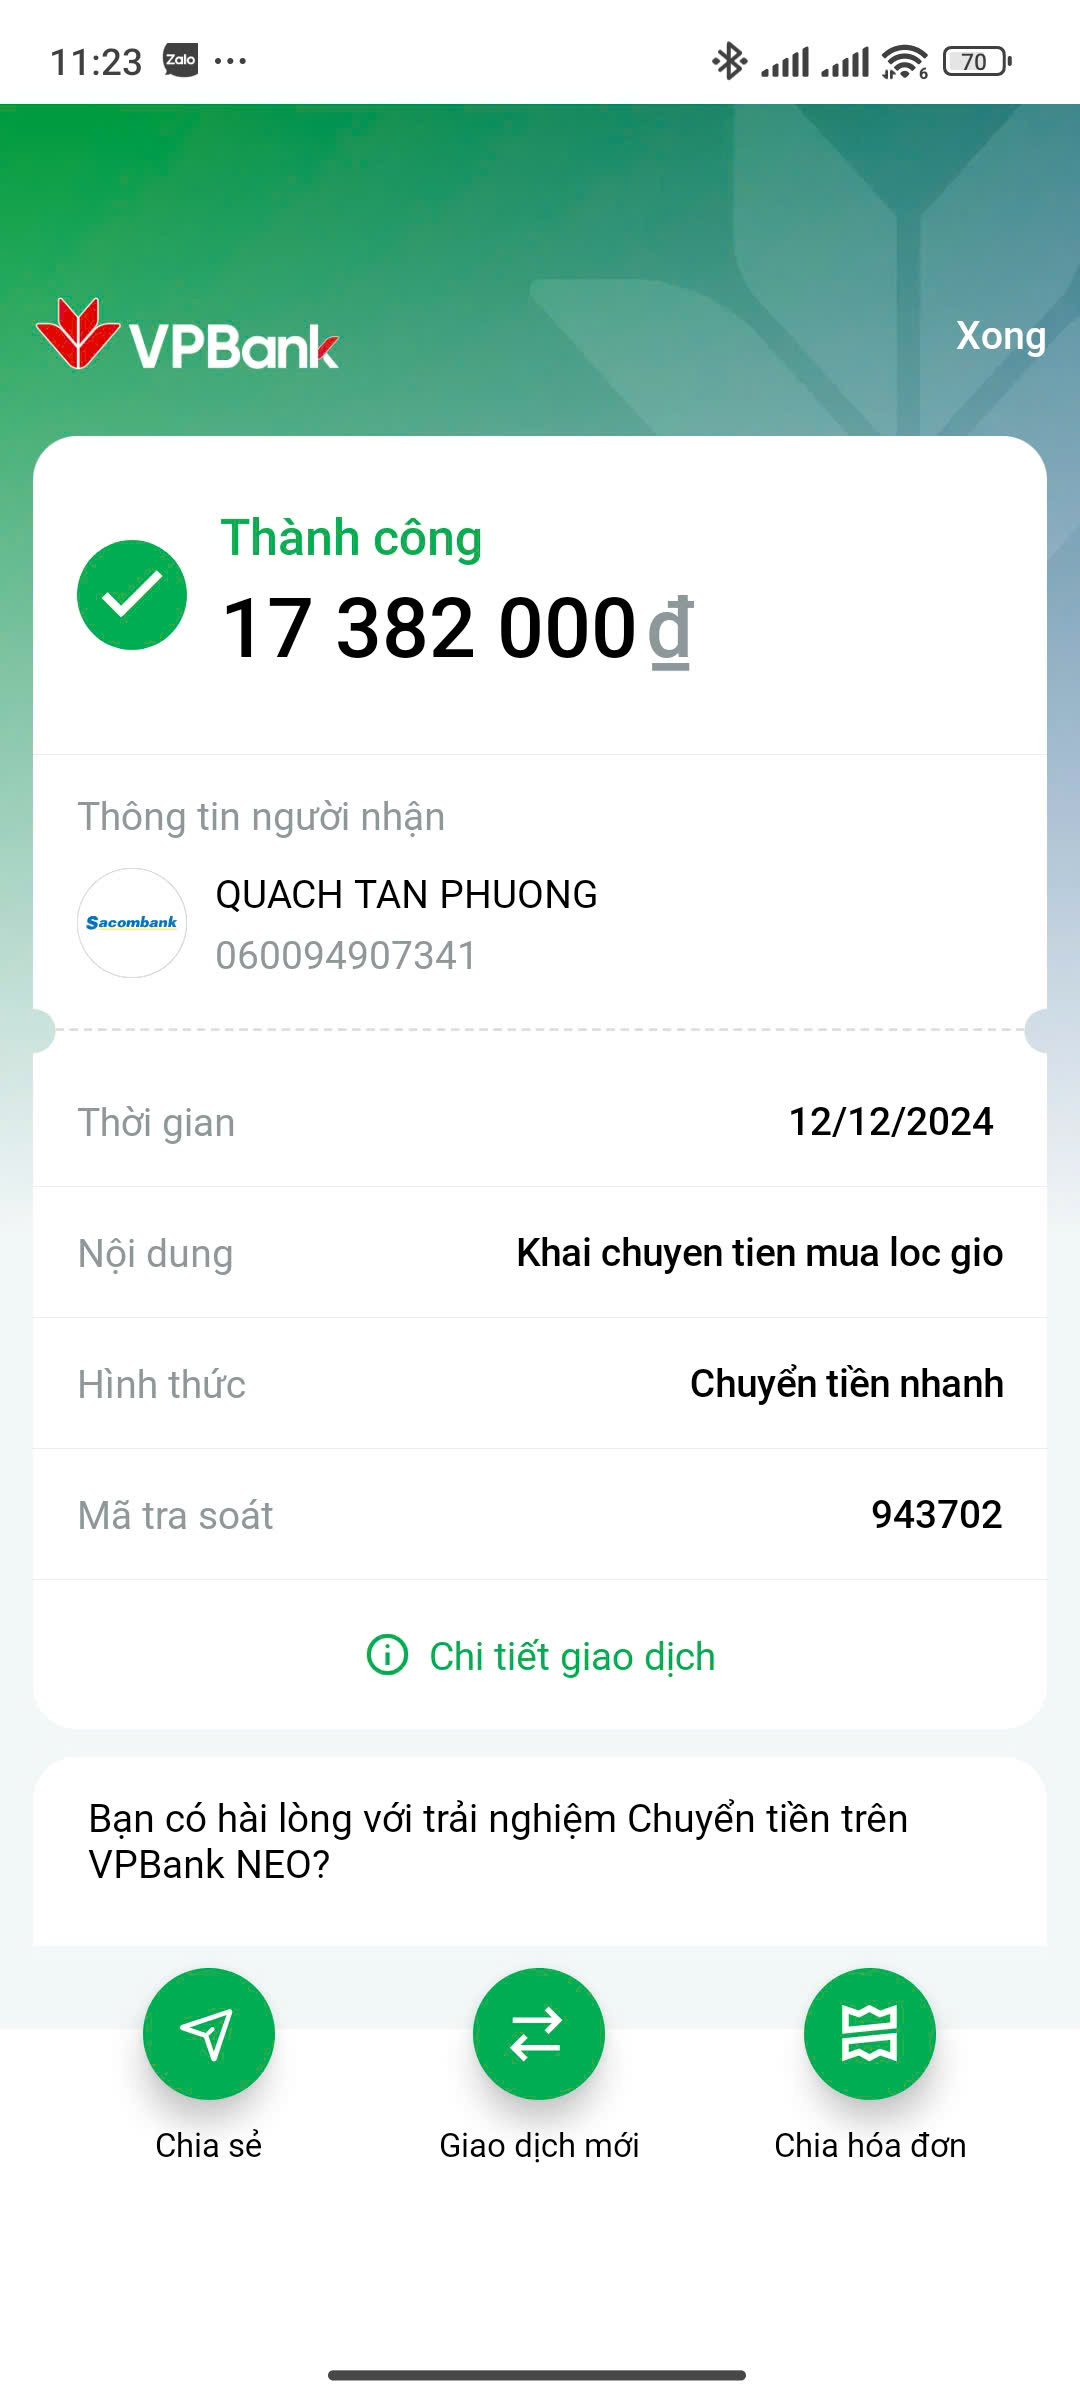 11:23 Zalo ... 6 70
VPBank
Xong
Thành công
17 382 000 đ
Thông tin người nhận
Sacombank
QUACH TAN PHUONG
060094907341
Thời gian
12/12/2024
Nội dung
Khai chuyen tien mua loc gio
Hình thức
Chuyển tiền nhanh
Mã tra soát
943702
Chi tiết giao dịch
Bạn có hài lòng với trải nghiệm Chuyển tiền trên
VPBank NEO?
Chia sẻ
Giao dịch mới
Chia hóa đơn